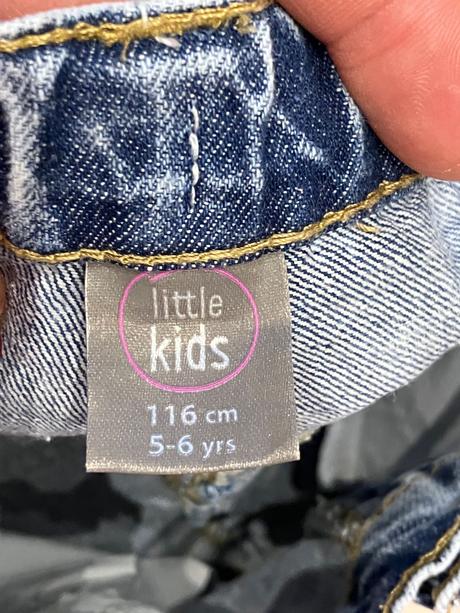 little
kids
116 cm
5-6 yrs